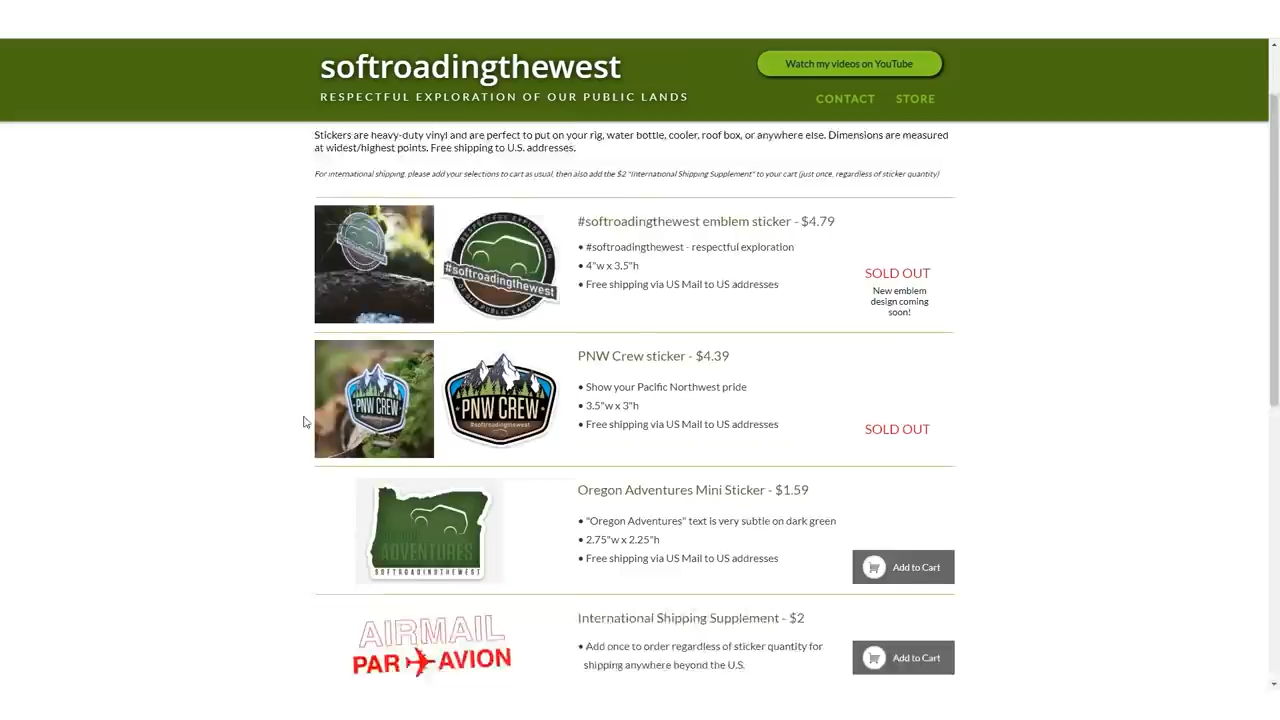 softroadingthewest
RESPECTFUL EXPLORATION OF OUR PUBLIC LANDS
Watch my videos on YouTube
CONTACT STORE
Stickers are heavy-duty vinyl and are perfect to put on your rig, water bottle, cooler, roof box, or anywhere else. Dimensions are measured
at widest/highest points. Free shipping to U.S. addresses.
For international shipping, please add your selections to cart as usual, then also add the $2 "International Shipping Supplement" to your cart (just once, regardless of sticker quantity)
RESPECTFUL EXPLORATION
#softroadingthewest
OF OUR PUBLIC LANDS
#softroadingthewest emblem sticker - $4.79
• #softroadingthewest - respectful exploration
• 4"w x 3.5"h
• Free shipping via US Mail to US addresses
SOLD OUT
New emblem
design coming
soon!
PNW CREW
PNW CREW
#softroadingthewest
PNW Crew sticker - $4.39
• Show your Pacific Northwest pride
• 3.5"w x 3"h
• Free shipping via US Mail to US addresses
SOLD OUT
ADVENTURES
SOFTROADINGTHEWEST
Oregon Adventures Mini Sticker - $1.59
• "Oregon Adventures" text is very subtle on dark green
• 2.75"w x 2.25"h
• Free shipping via US Mail to US addresses
Add to Cart
AIRMAIL
PAR AVION
International Shipping Supplement - $2
• Add once to order regardless of sticker quantity for
shipping anywhere beyond the U.S.
Add to Cart